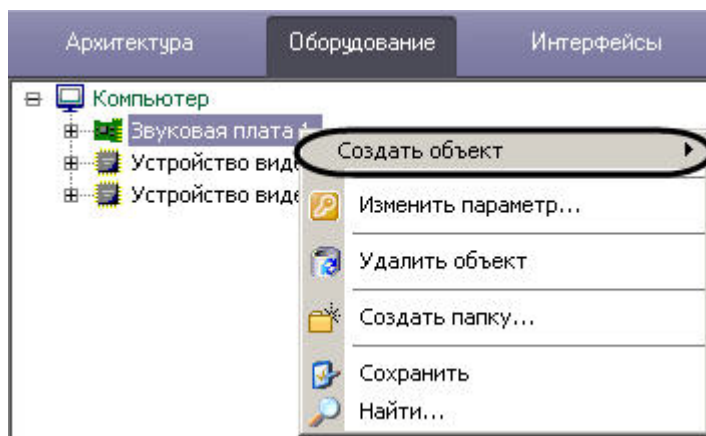 Архитектура Оборудование Интерфейсы
Компьютер
Звуковая плата 1
Устройство виде
Устройство виде
Создать объект
Изменить параметр...
Удалить объект
Создать папку...
Сохранить
Найти...